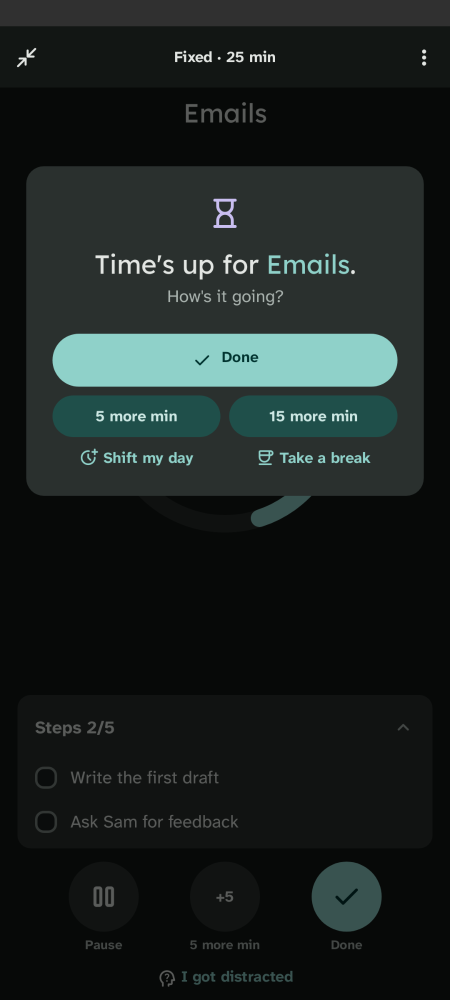 Fixed · 25 min
Emails
Time's up for Emails.
How's it going?
Done
5 more min
15 more min
Shift my day
Take a break
Steps 2/5
Write the first draft
Ask Sam for feedback
+5
Pause
5 more min
Done
I got distracted